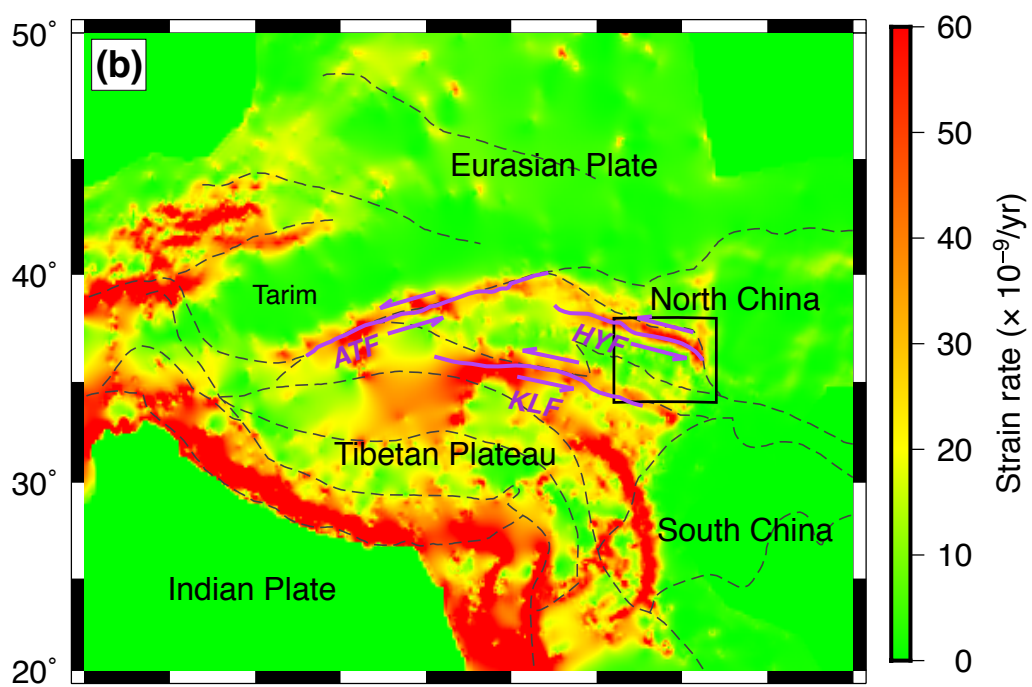 50°
(b)
60
50
Eurasian Plate
40
40°
Tarim
North China
ATF
HYF
30
KLF
Tibetan Plateau
20
30°
South China
10
Indian Plate
20°
0
Strain rate (× 10⁻⁹/yr)